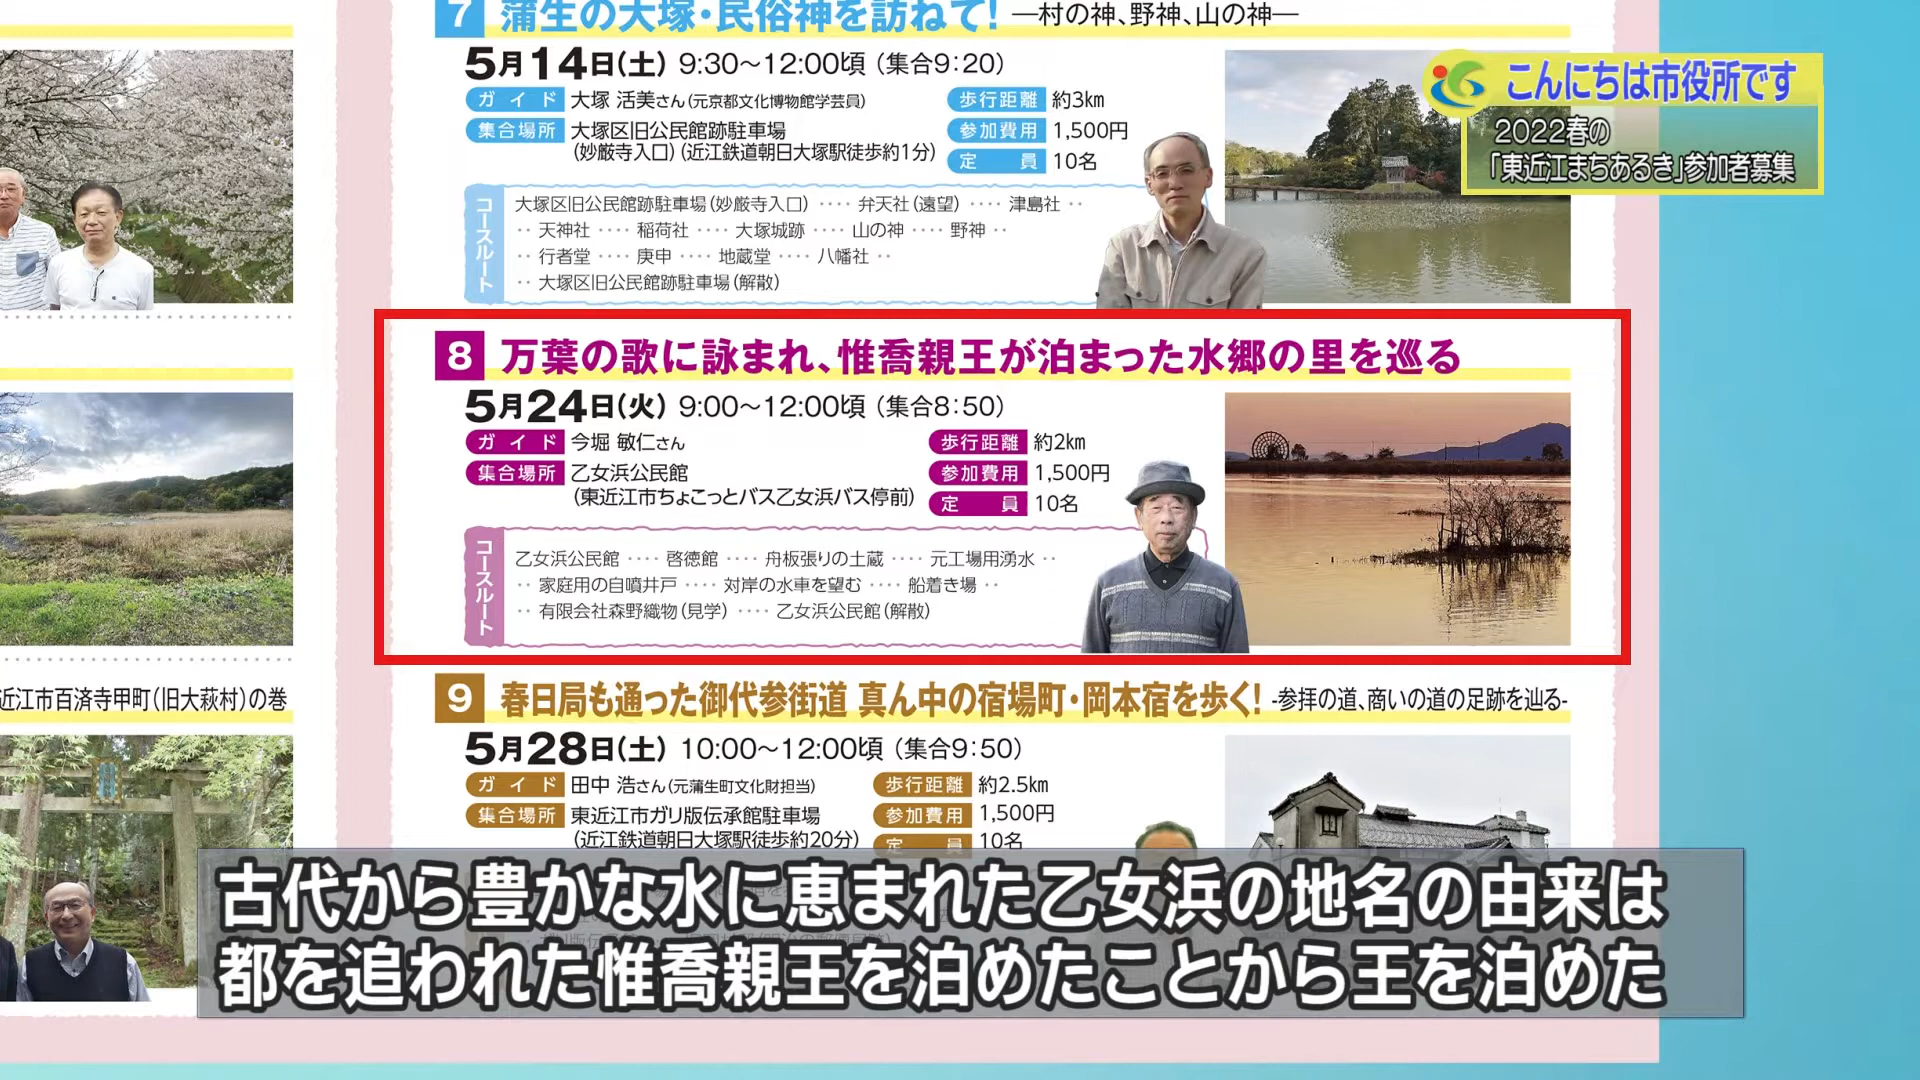 7 蒲生の大塚・民俗神を訪ねて! ―村の神、野神、山の神―
5月14日(土) 9:30〜12:00頃(集合9:20)
ガイド 大塚 活美さん(元京都文化博物館学芸員)
集合場所 大塚区旧公民館跡駐車場
(妙厳寺入口)(近江鉄道朝日大塚駅徒歩約1分)
歩行距離 約3km
参加費用 1,500円
定員 10名
コースルート
大塚区旧公民館跡駐車場(妙厳寺入口) ‥‥ 弁天社(遠望) ‥‥ 津島社 ‥
‥ 天神社 ‥‥ 稲荷社 ‥‥ 大塚城跡 ‥‥ 山の神 ‥‥ 野神 ‥
‥ 行者堂 ‥‥ 庚申 ‥‥ 地蔵堂 ‥‥ 八幡社 ‥
‥ 大塚区旧公民館跡駐車場(解散)
こんにちは市役所です
2022春の
「東近江まちあるき」参加者募集
8 万葉の歌に詠まれ、惟喬親王が泊まった水郷の里を巡る
5月24日(火) 9:00〜12:00頃(集合8:50)
ガイド 今堀 敏仁さん
集合場所 乙女浜公民館
(東近江市ちょこっとバス乙女浜バス停前)
歩行距離 約2km
参加費用 1,500円
定員 10名
コースルート
乙女浜公民館 ‥‥ 啓徳館 ‥‥ 舟板張りの土蔵 ‥‥ 元工場用湧水 ‥
‥ 家庭用の自噴井戸 ‥‥ 対岸の水車を望む ‥‥ 船着き場 ‥
‥ 有限会社森野織物(見学) ‥‥ 乙女浜公民館(解散)
近江市百済寺甲町(旧大萩村)の巻
9 春日局も通った御代参街道 真ん中の宿場町・岡本宿を歩く! -参拝の道、商いの道の足跡を辿る-
5月28日(土) 10:00〜12:00頃(集合9:50)
ガイド 田中 浩さん(元蒲生町文化財担当)
集合場所 東近江市ガリ版伝承館駐車場
(近江鉄道朝日大塚駅徒歩約20分)
歩行距離 約2.5km
参加費用 1,500円
定員 10名
古代から豊かな水に恵まれた乙女浜の地名の由来は
都を追われた惟喬親王を泊めたことから王を泊めた